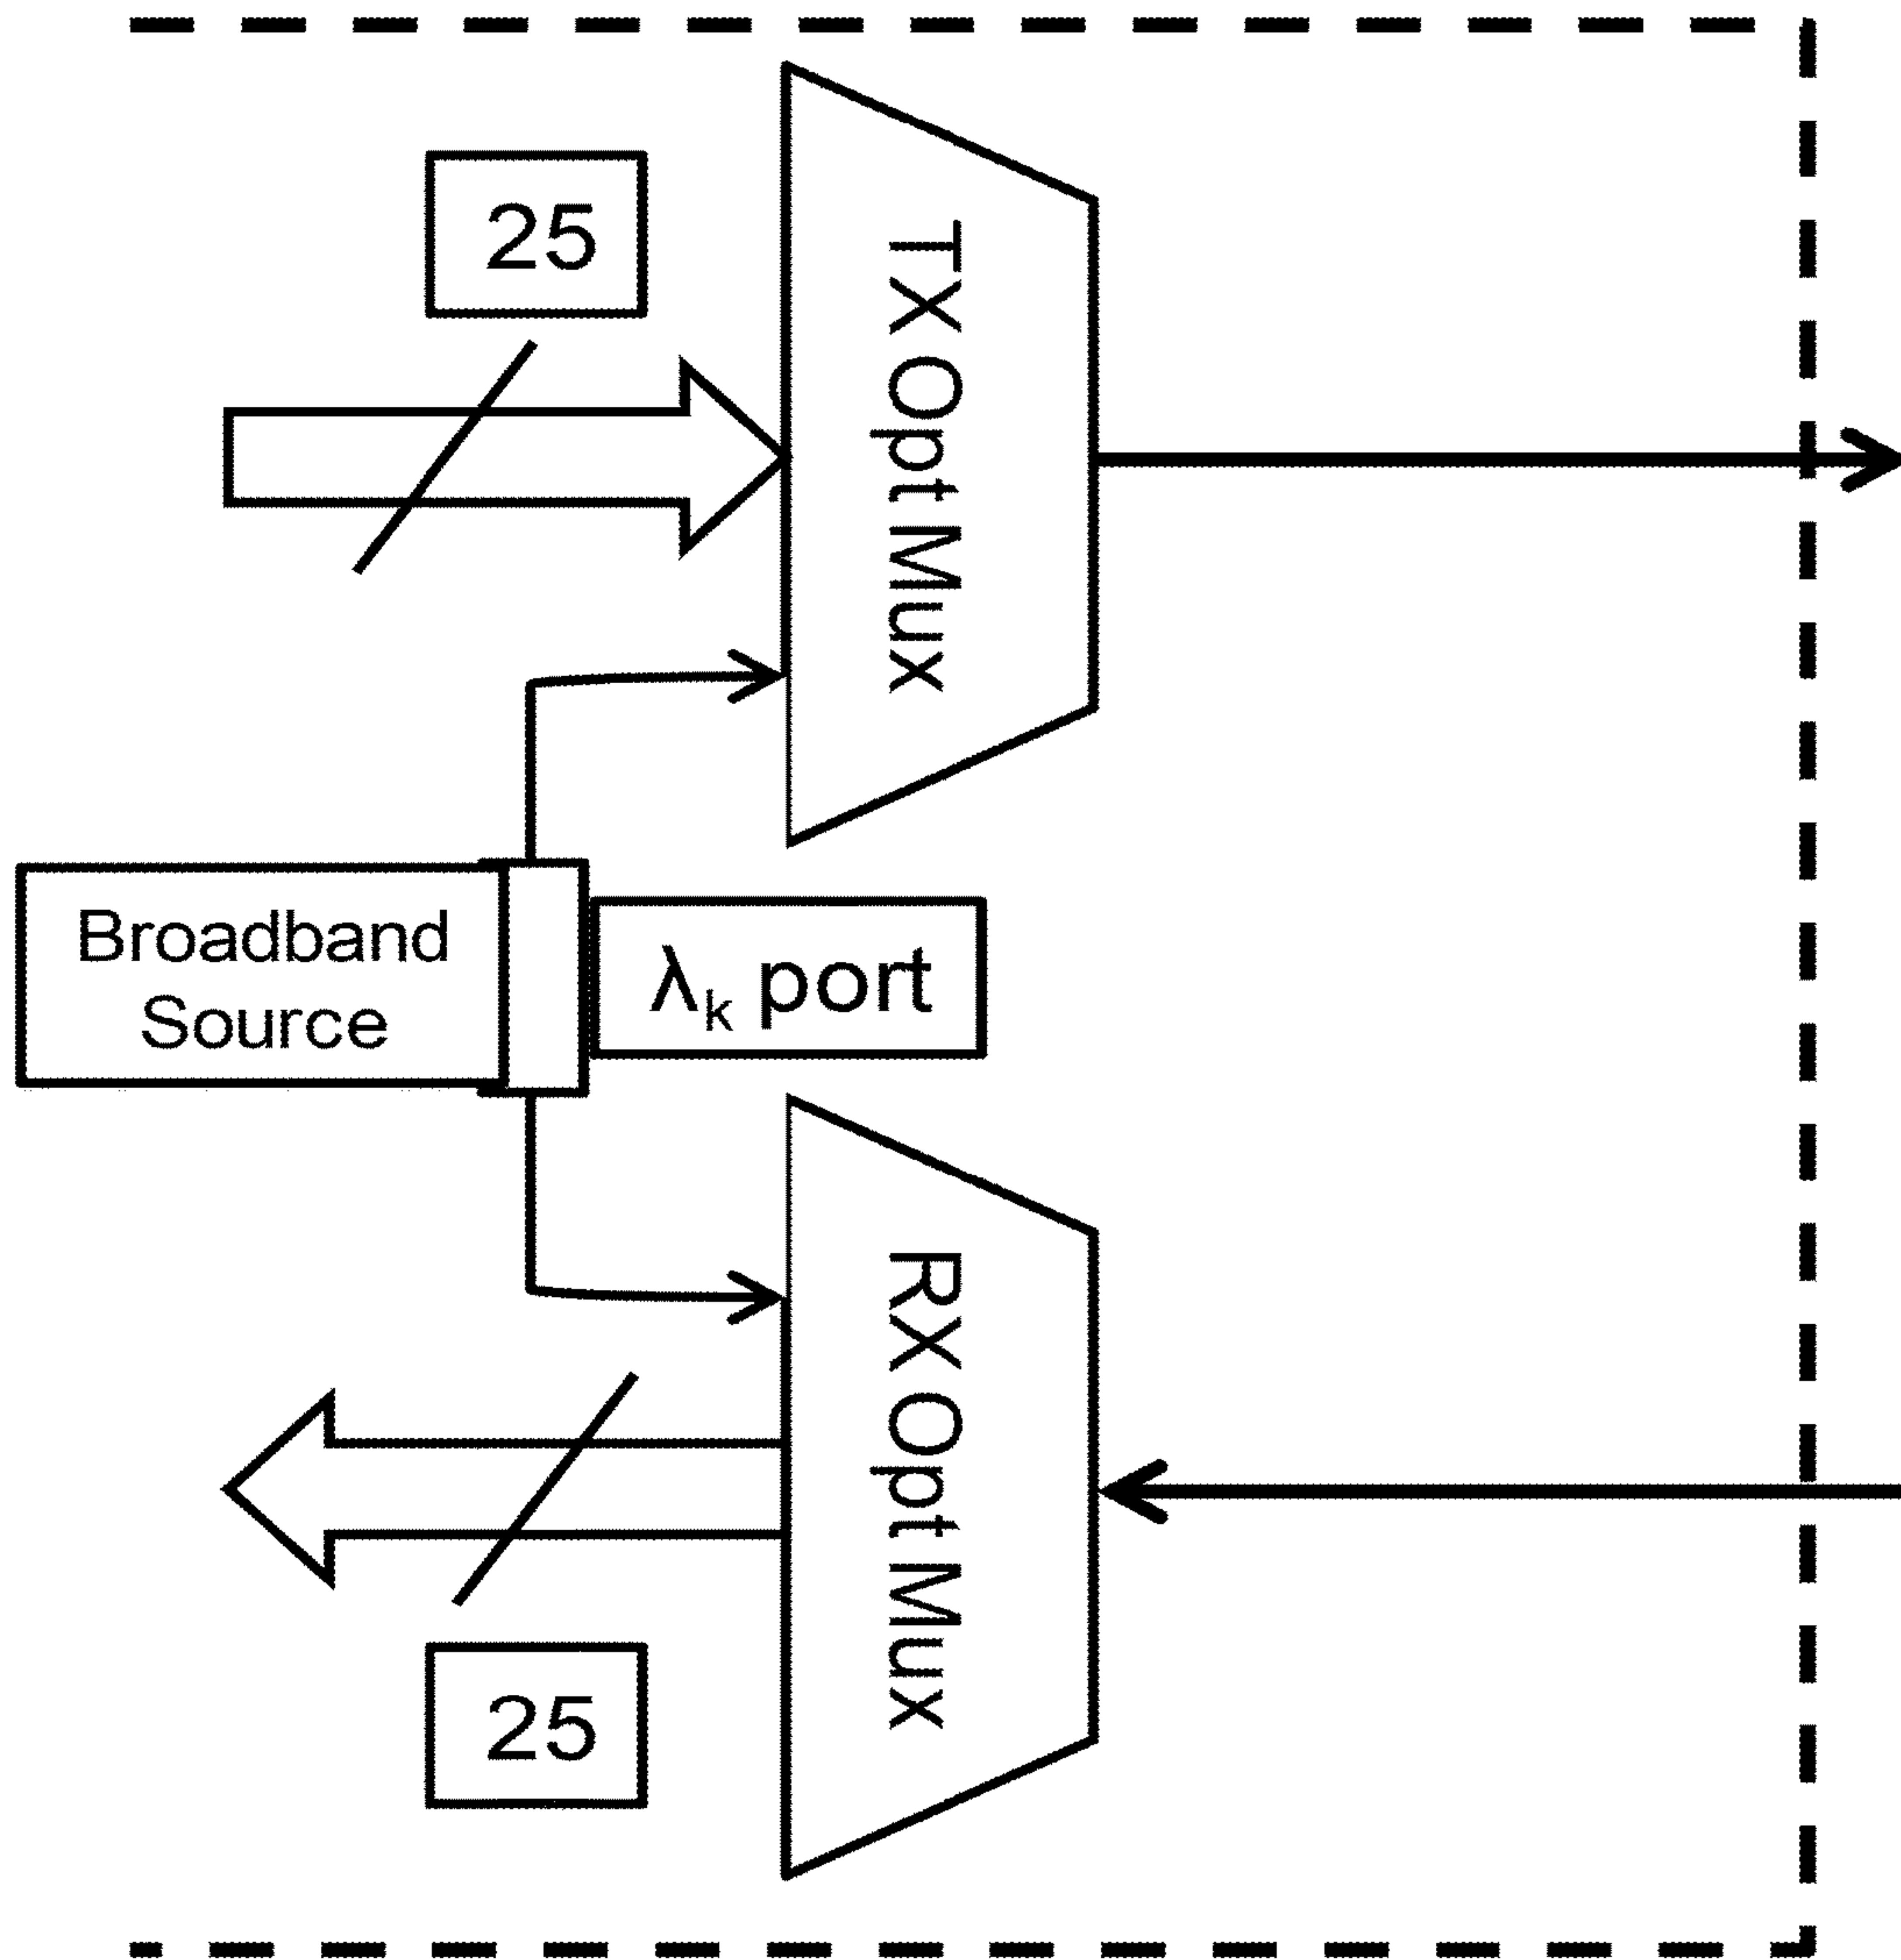 25
TX Opt Mux
Broadband
Source
λₖ port
RX Opt Mux
25